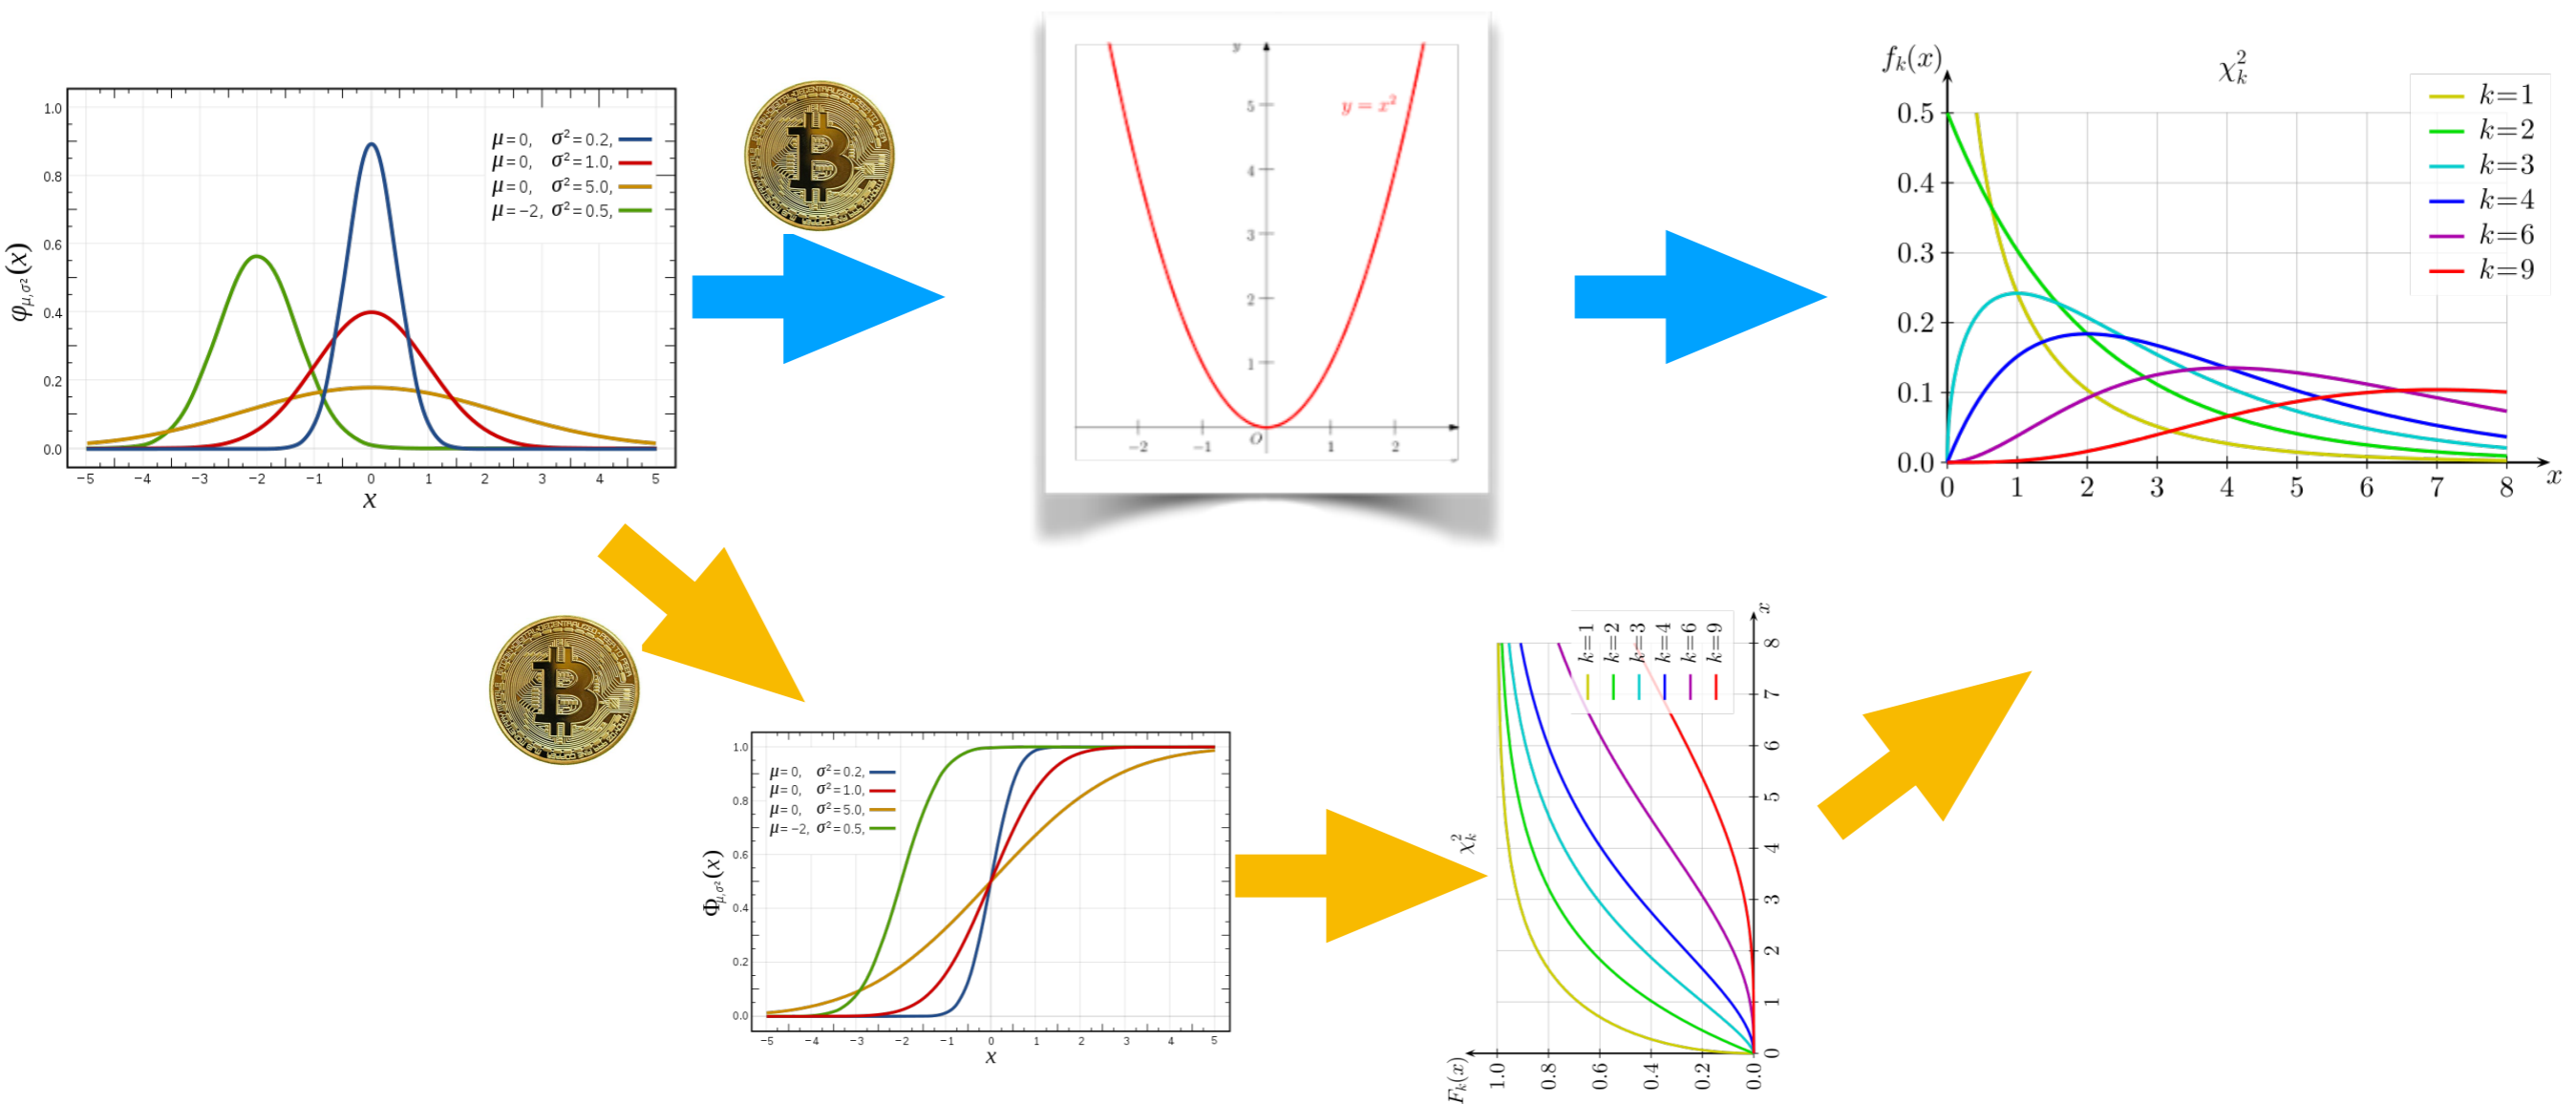 φμ,σ²(x)
1.0
0.8
0.6
0.4
0.2
0.0
−5 −4 −3 −2 −1 0 1 2 3 4 5
x
μ=0, σ²=0.2,
μ=0, σ²=1.0,
μ=0, σ²=5.0,
μ=−2, σ²=0.5,
B
y
5
4
3
2
1
−2 −1 O 1 2
y = x²
fₖ(x)
χ²ₖ
0.5
0.4
0.3
0.2
0.1
0.0
0 1 2 3 4 5 6 7 8
x
k=1
k=2
k=3
k=4
k=6
k=9
B
Φμ,σ²(x)
1.0
0.8
0.6
0.4
0.2
0.0
−5 −4 −3 −2 −1 0 1 2 3 4 5
x
μ=0, σ²=0.2,
μ=0, σ²=1.0,
μ=0, σ²=5.0,
μ=−2, σ²=0.5,
χ²ₖ
Fₖ(x)
1.0
0.8
0.6
0.4
0.2
0.0
0 1 2 3 4 5 6 7 8
x
k=1
k=2
k=3
k=4
k=6
k=9